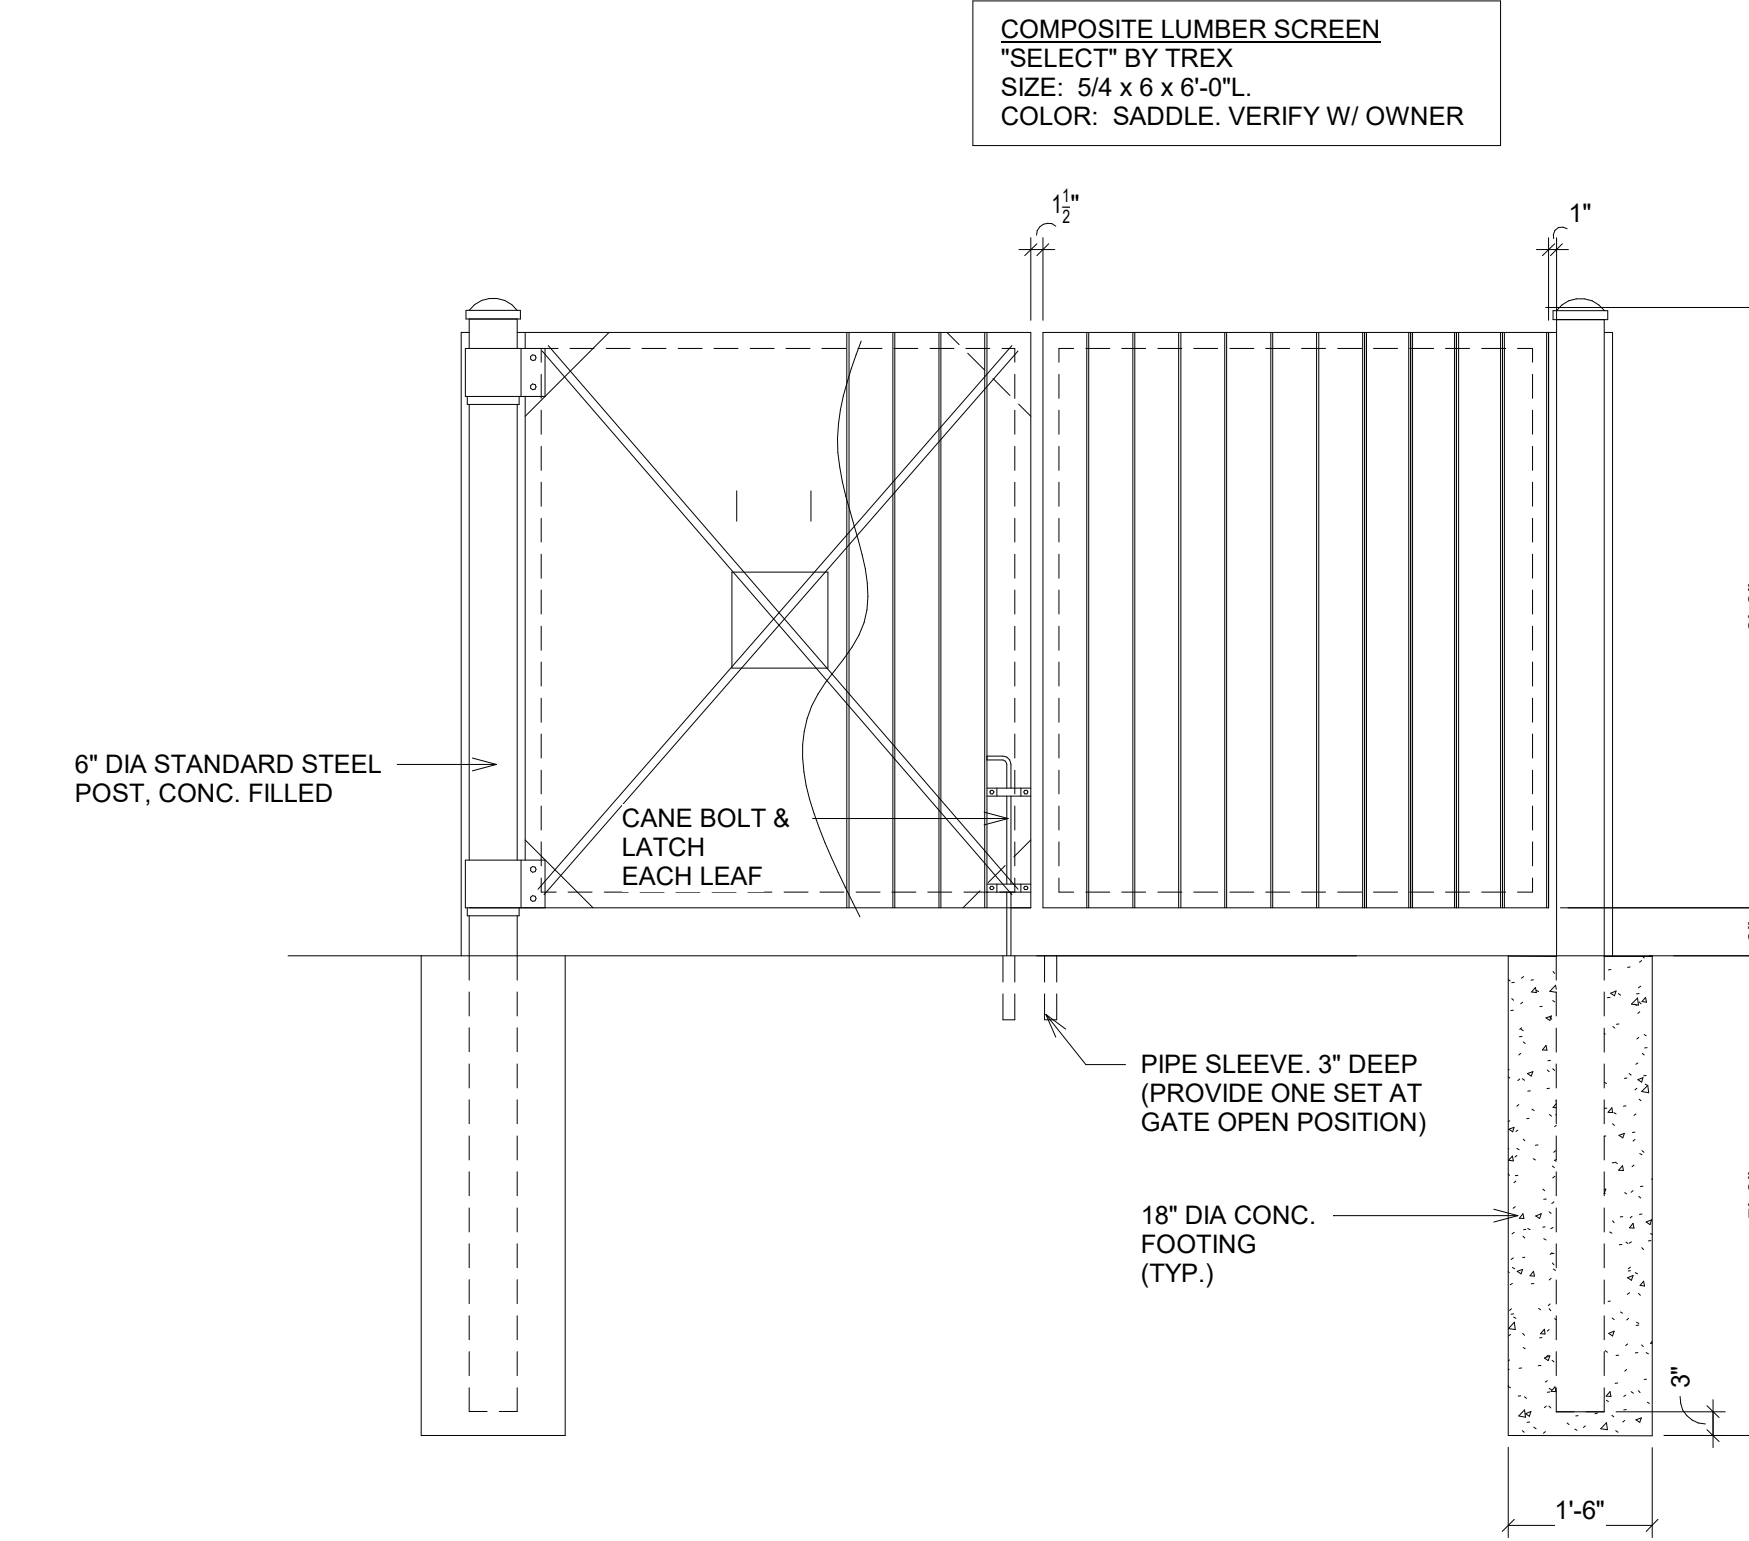 COMPOSITE LUMBER SCREEN
"SELECT" BY TREX
SIZE:  5/4 x 6 x 6'-0"L.
COLOR:  SADDLE. VERIFY W/ OWNER
1½"
1"
6" DIA STANDARD STEEL
POST, CONC. FILLED
CANE BOLT &
LATCH
EACH LEAF
PIPE SLEEVE. 3" DEEP
(PROVIDE ONE SET AT
GATE OPEN POSITION)
18" DIA CONC.
FOOTING
(TYP.)
3"
1'-6"